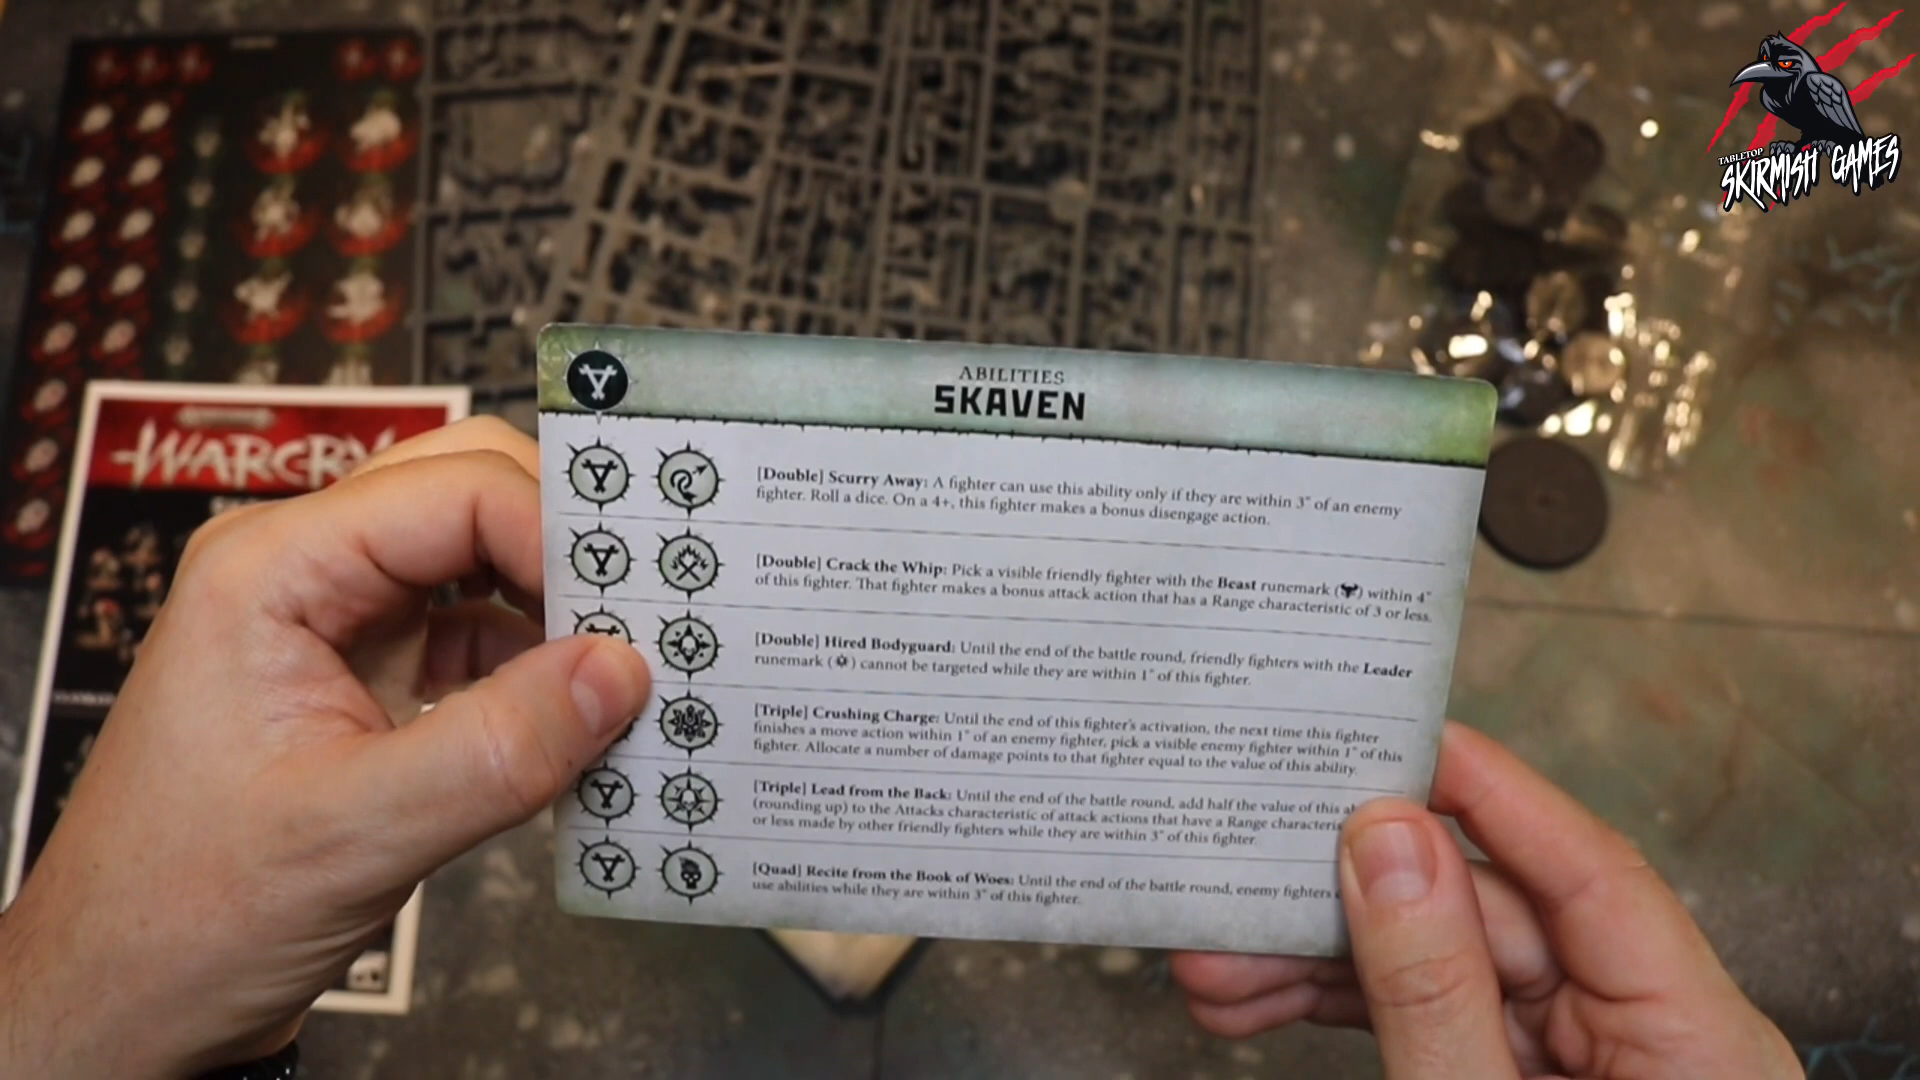 TABLETOP
SKIRMISH GAMES
WARCRY
ABILITIES
SKAVEN
[Double] Scurry Away: A fighter can use this ability only if they are within 3" of an enemy
fighter. Roll a dice. On a 4+, this fighter makes a bonus disengage action.
[Double] Crack the Whip: Pick a visible friendly fighter with the Beast runemark ( ) within 4"
of this fighter. That fighter makes a bonus attack action that has a Range characteristic of 3 or less.
[Double] Hired Bodyguard: Until the end of the battle round, friendly fighters with the Leader
runemark ( ) cannot be targeted while they are within 1" of this fighter.
[Triple] Crushing Charge: Until the end of this fighter's activation, the next time this fighter
finishes a move action within 1" of an enemy fighter, pick a visible enemy fighter within 1" of this
fighter. Allocate a number of damage points to that fighter equal to the value of this ability.
[Triple] Lead from the Back: Until the end of the battle round, add half the value of this
(rounding up) to the Attacks characteristic of attack actions that have a Range
or less made by other friendly fighters while they are within 3" of this fighter.
[Quad] Recite from the Book of Woes: Until the end of the battle round, enemy fighters
use abilities while they are within 3" of this fighter.